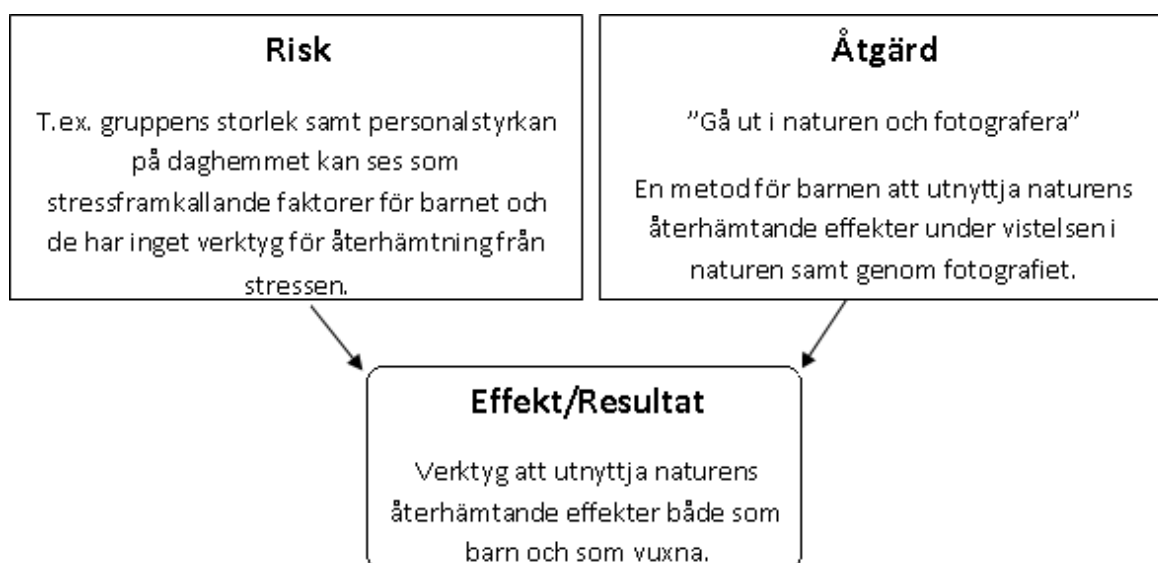 Risk
T.ex. gruppens storlek samt personalstyrkan
på daghemmet kan ses som
stressframkallande faktorer för barnet och
de har inget verktyg för återhämtning från
stressen.
Åtgärd
”Gå ut i naturen och fotografera”
En metod för barnen att utnyttja naturens
återhämtande effekter under vistelsen i
naturen samt genom fotografiet.
Effekt/Resultat
Verktyg att utnyttja naturens
återhämtande effekter både som
barn och som vuxna.